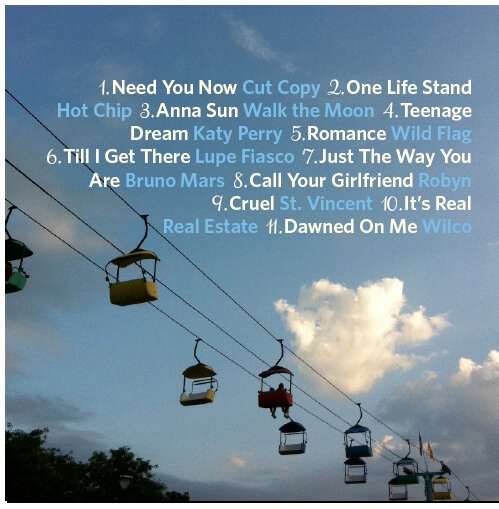 1.Need You Now Cut Copy 2.One Life Stand
Hot Chip 3.Anna Sun Walk the Moon 4.Teenage
Dream Katy Perry 5.Romance Wild Flag
6.Till I Get There Lupe Fiasco 7.Just The Way You
Are Bruno Mars 8.Call Your Girlfriend Robyn
9.Cruel St. Vincent 10.It's Real
Real Estate 11.Dawned On Me Wilco